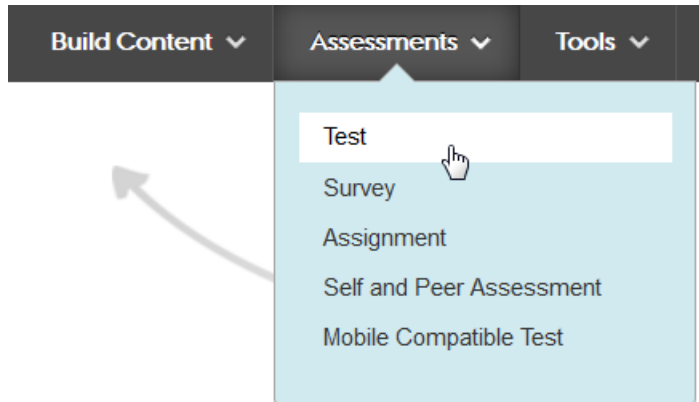 Build Content Assessments Tools
Test
Survey
Assignment
Self and Peer Assessment
Mobile Compatible Test